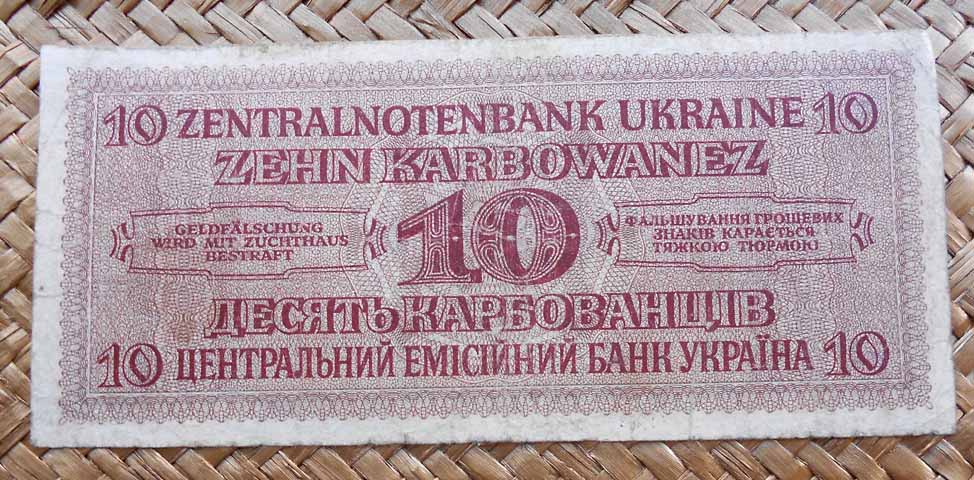 10 ZENTRALNOTENBANK UKRAINE 10
ZEHN KARBOWANEZ
GELDFÄLSCHUNG
WIRD MIT ZUCHTHAUS
BESTRAFT
10
ФАЛЬШУВАННЯ ГРОШЕВИХ
ЗНАКІВ КАРАЄТЬСЯ
ТЯЖКОЮ ТЮРМОЮ
ДЕСЯТЬ КАРБОВАНЦІВ
10 ЦЕНТРАЛЬНИЙ ЕМІСІЙНИЙ БАНК УКРАЇНА 10